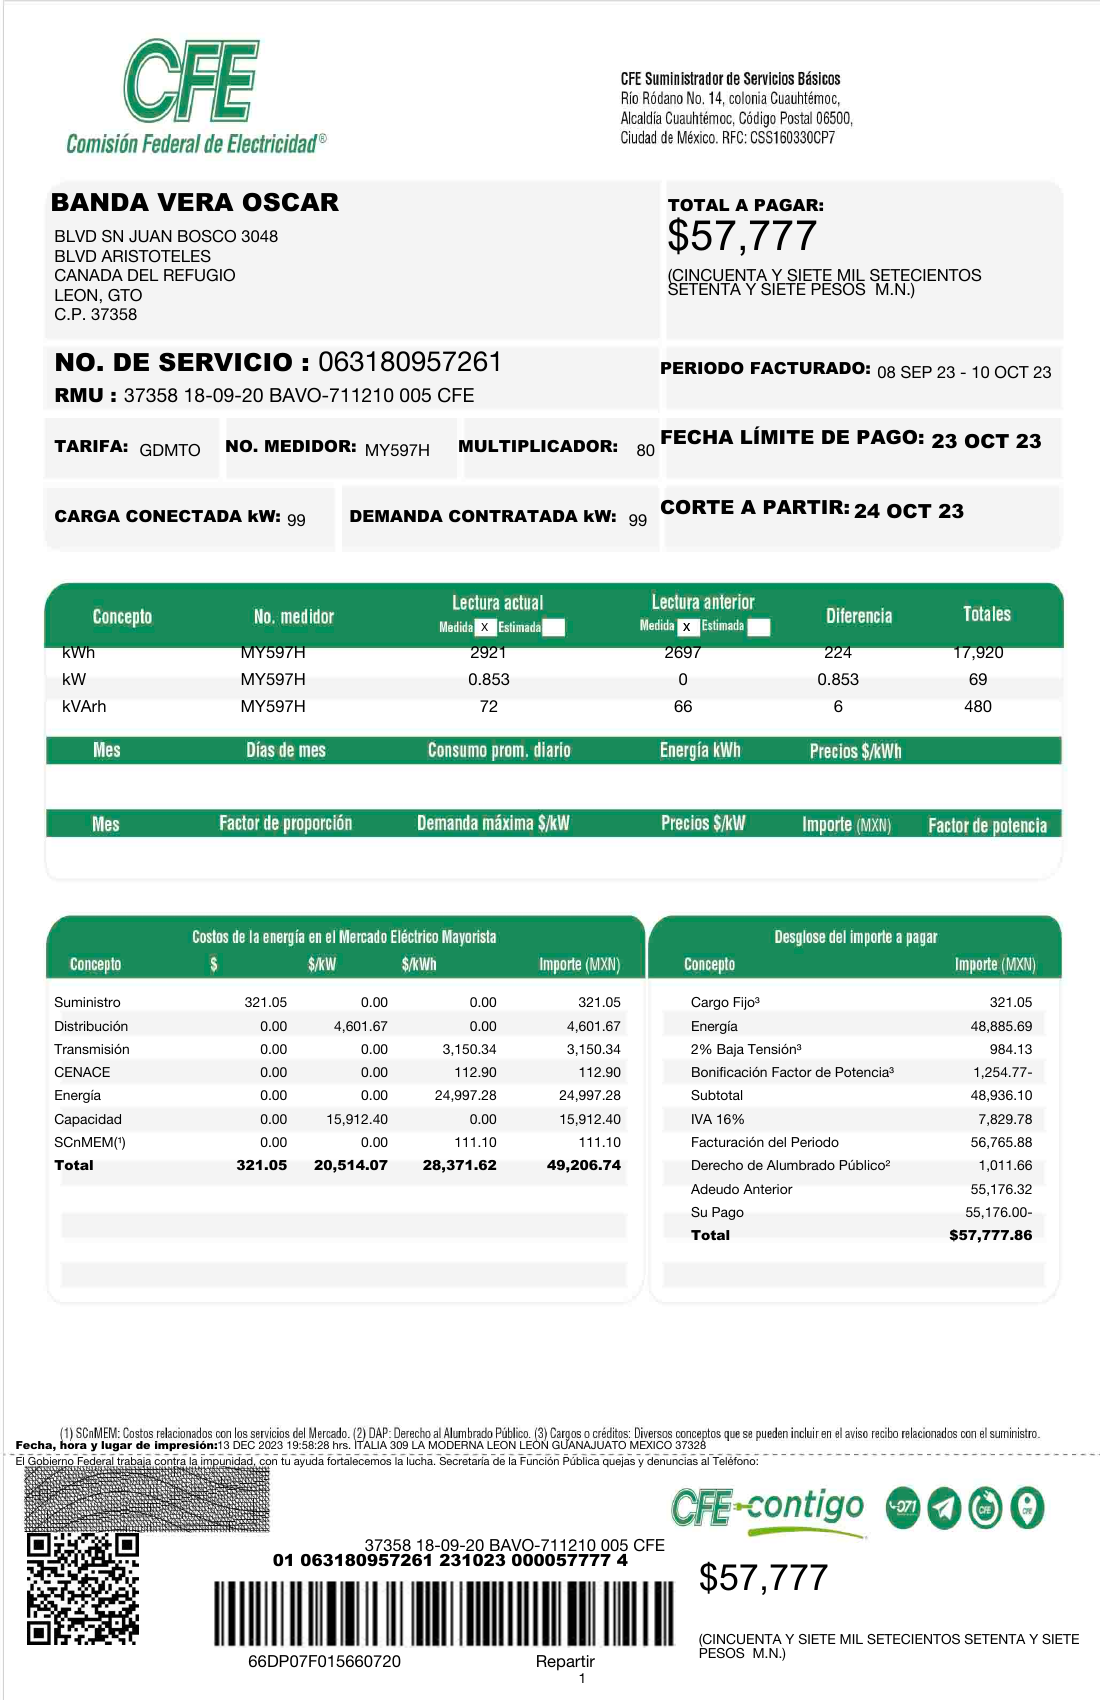 CFE
Comisión Federal de Electricidad®
CFE Suministrador de Servicios Básicos
Río Ródano No. 14, colonia Cuauhtémoc,
Alcaldía Cuauhtémoc, Código Postal 06500,
Ciudad de México. RFC: CSS160330CP7
BANDA VERA OSCAR
BLVD SN JUAN BOSCO 3048
BLVD ARISTOTELES
CANADA DEL REFUGIO
LEON, GTO
C.P. 37358
TOTAL A PAGAR:
$57,777
(CINCUENTA Y SIETE MIL SETECIENTOS
SETENTA Y SIETE PESOS M.N.)
NO. DE SERVICIO : 063180957261
RMU : 37358 18-09-20 BAVO-711210 005 CFE
PERIODO FACTURADO: 08 SEP 23 - 10 OCT 23
TARIFA: GDMTO NO. MEDIDOR: MY597H MULTIPLICADOR: 80
FECHA LÍMITE DE PAGO: 23 OCT 23
CARGA CONECTADA kW: 99 DEMANDA CONTRATADA kW: 99
CORTE A PARTIR: 24 OCT 23
Concepto No. medidor Lectura actual Lectura anterior Diferencia Totales
Medida X Estimada Medida X Estimada
kWh MY597H 2921 2697 224 17,920
kW MY597H 0.853 0 0.853 69
kVArh MY597H 72 66 6 480
Mes Días de mes Consumo prom. diario Energía kWh Precios $/kWh
Mes Factor de proporción Demanda máxima $/kW Precios $/kW Importe (MXN) Factor de potencia
Costos de la energía en el Mercado Eléctrico Mayorista
Concepto $ $/kW $/kWh Importe (MXN)
Suministro 321.05 0.00 0.00 321.05
Distribución 0.00 4,601.67 0.00 4,601.67
Transmisión 0.00 0.00 3,150.34 3,150.34
CENACE 0.00 0.00 112.90 112.90
Energía 0.00 0.00 24,997.28 24,997.28
Capacidad 0.00 15,912.40 0.00 15,912.40
SCnMEM(¹) 0.00 0.00 111.10 111.10
Total 321.05 20,514.07 28,371.62 49,206.74
Desglose del importe a pagar
Concepto Importe (MXN)
Cargo Fijo³ 321.05
Energía 48,885.69
2% Baja Tensión³ 984.13
Bonificación Factor de Potencia³ 1,254.77-
Subtotal 48,936.10
IVA 16% 7,829.78
Facturación del Periodo 56,765.88
Derecho de Alumbrado Público² 1,011.66
Adeudo Anterior 55,176.32
Su Pago 55,176.00-
Total $57,777.86
(1) SCnMEM: Costos relacionados con los servicios del Mercado. (2) DAP: Derecho al Alumbrado Público. (3) Cargos o créditos: Diversos conceptos que se pueden incluir en el aviso recibo relacionados con el suministro.
Fecha, hora y lugar de impresión:13 DEC 2023 19:58:28 hrs. ITALIA 309 LA MODERNA LEON LEÓN GUANAJUATO MEXICO 37328
El Gobierno Federal trabaja contra la impunidad, con tu ayuda fortalecemos la lucha. Secretaría de la Función Pública quejas y denuncias al Teléfono:
CFE contigo 071 CFE CFE
37358 18-09-20 BAVO-711210 005 CFE
01 063180957261 231023 000057777 4
$57,777
(CINCUENTA Y SIETE MIL SETECIENTOS SETENTA Y SIETE
PESOS M.N.)
66DP07F015660720 Repartir
1